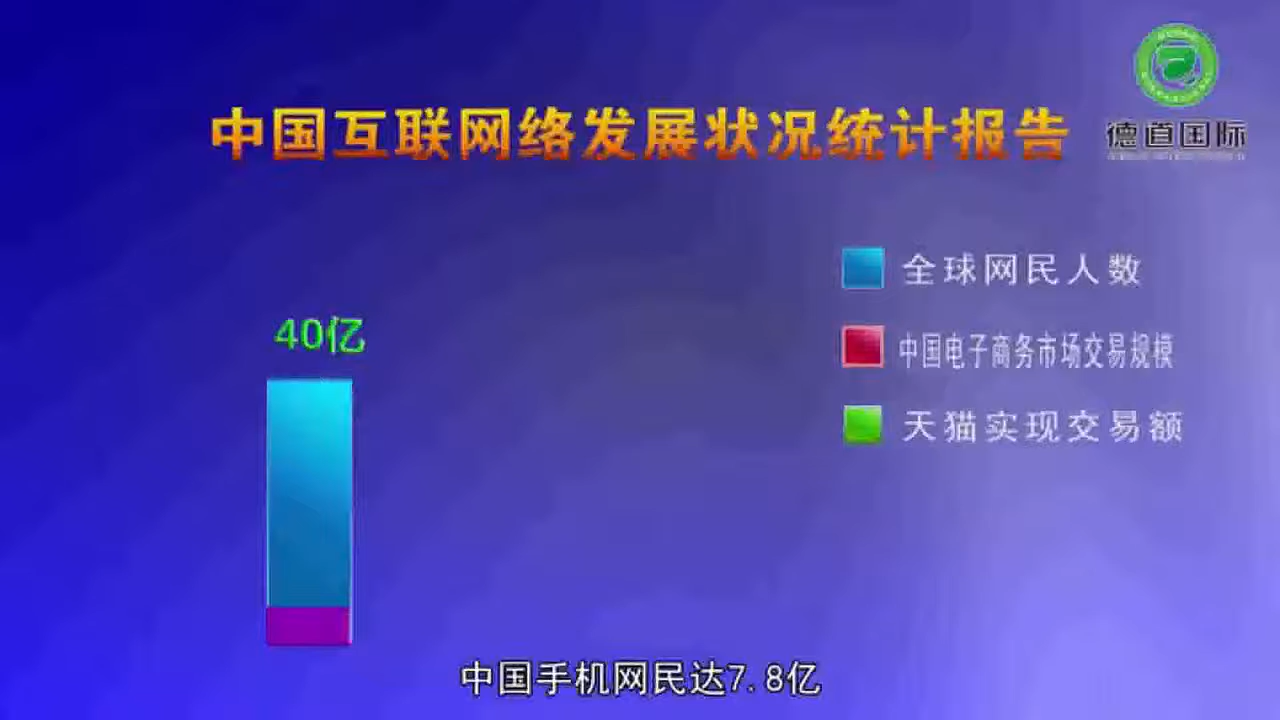 中国互联网络发展状况统计报告
德道国际
全球网民人数
40亿
中国电子商务市场交易规模
天猫实现交易额
中国手机网民达7.8亿